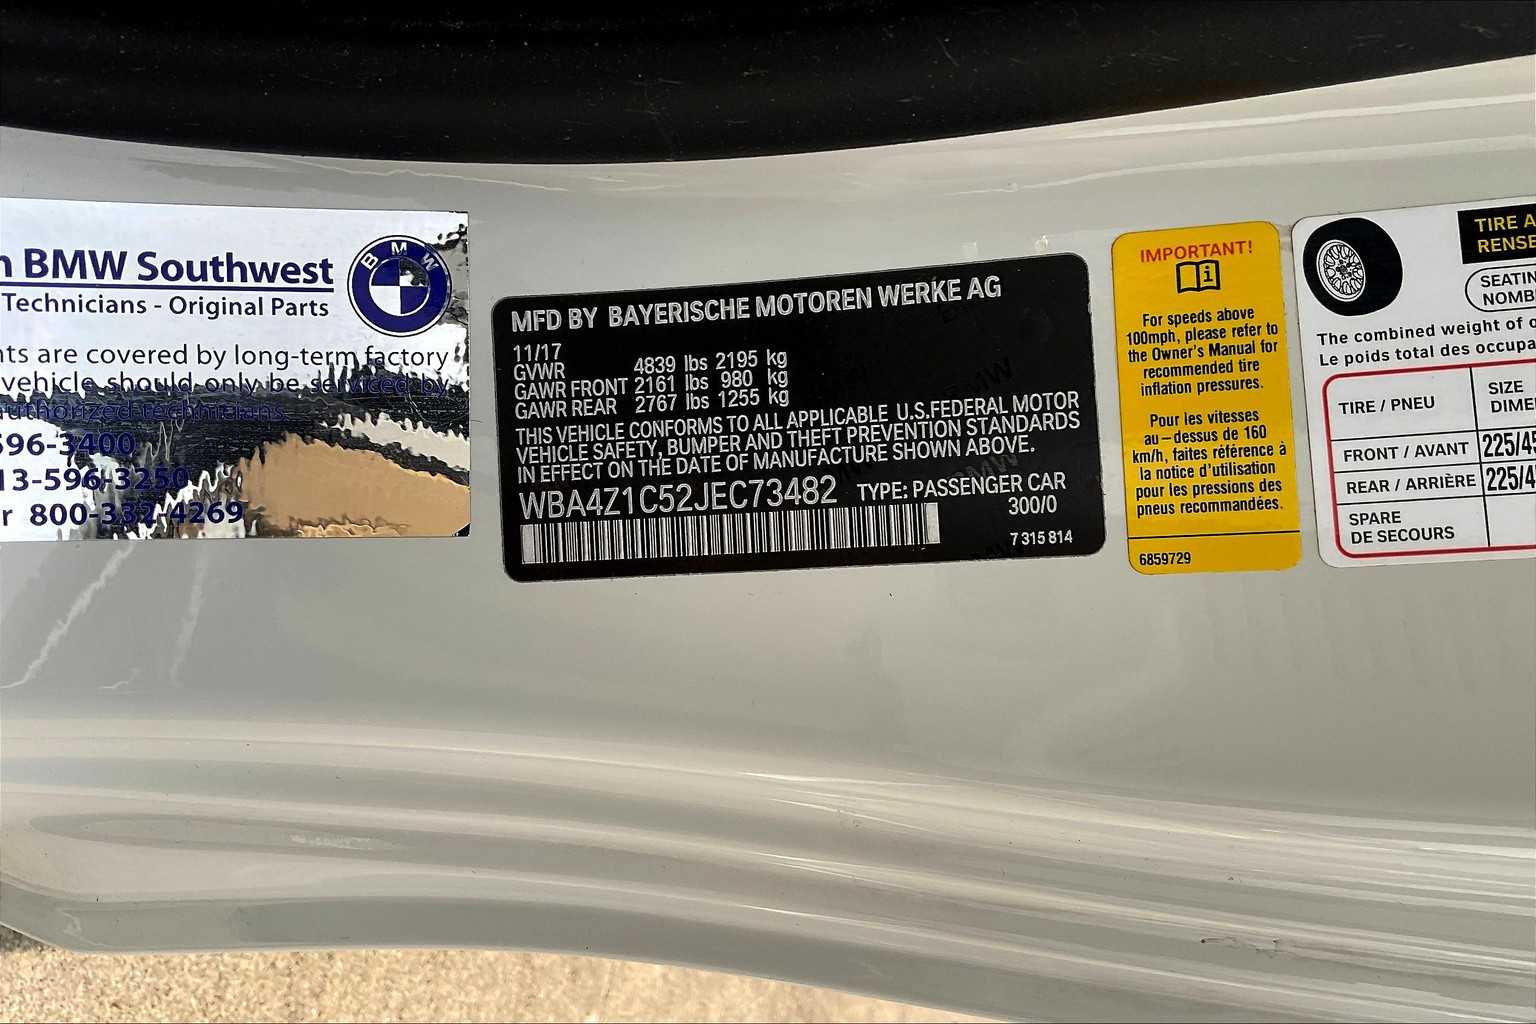 n BMW Southwest
Technicians - Original Parts
nts are covered by long-term factory
vehicle should only be serviced by
authorized technicians
596-3400
13-596-3250
r 800-332-4269
B M W
MFD BY BAYERISCHE MOTOREN WERKE AG
11/17
GVWR 4839 lbs 2195 kg
GAWR FRONT 2161 lbs 980 kg
GAWR REAR 2767 lbs 1255 kg
THIS VEHICLE CONFORMS TO ALL APPLICABLE U.S.FEDERAL MOTOR
VEHICLE SAFETY, BUMPER AND THEFT PREVENTION STANDARDS
IN EFFECT ON THE DATE OF MANUFACTURE SHOWN ABOVE.
WBA4Z1C52JEC73482 TYPE: PASSENGER CAR
300/0
7 315 814
IMPORTANT!
For speeds above
100mph, please refer to
the Owner's Manual for
recommended tire
inflation pressures.
Pour les vitesses
au-dessus de 160
km/h, faites référence à
la notice d'utilisation
pour les pressions des
pneus recommandées.
6859729
TIRE A
RENSE
SEATIN
NOMB
The combined weight of o
Le poids total des occupa
TIRE / PNEU
SIZE
DIME
FRONT / AVANT 225/45
REAR / ARRIÈRE 225/4
SPARE
DE SECOURS